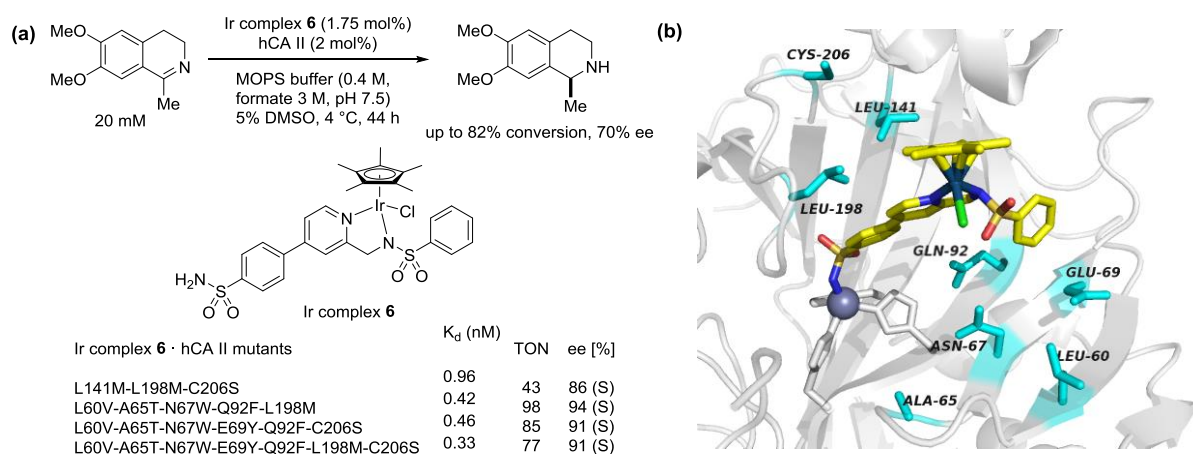 (a)
MeO
MeO
N
Me
20 mM
Ir complex 6 (1.75 mol%)
hCA II (2 mol%)
MOPS buffer (0.4 M,
formate 3 M, pH 7.5)
5% DMSO, 4 °C, 44 h
MeO
MeO
NH
Me
up to 82% conversion, 70% ee
Ir
Cl
N
N
S
O O
H2N
S
O O
Ir complex 6
Ir complex 6 · hCA II mutants Kd (nM) TON ee [%]
L141M-L198M-C206S 0.96 43 86 (S)
L60V-A65T-N67W-Q92F-L198M 0.42 98 94 (S)
L60V-A65T-N67W-E69Y-Q92F-C206S 0.46 85 91 (S)
L60V-A65T-N67W-E69Y-Q92F-L198M-C206S 0.33 77 91 (S)
(b)
CYS-206
LEU-141
LEU-198
GLN-92
GLU-69
ASN-67
LEU-60
ALA-65